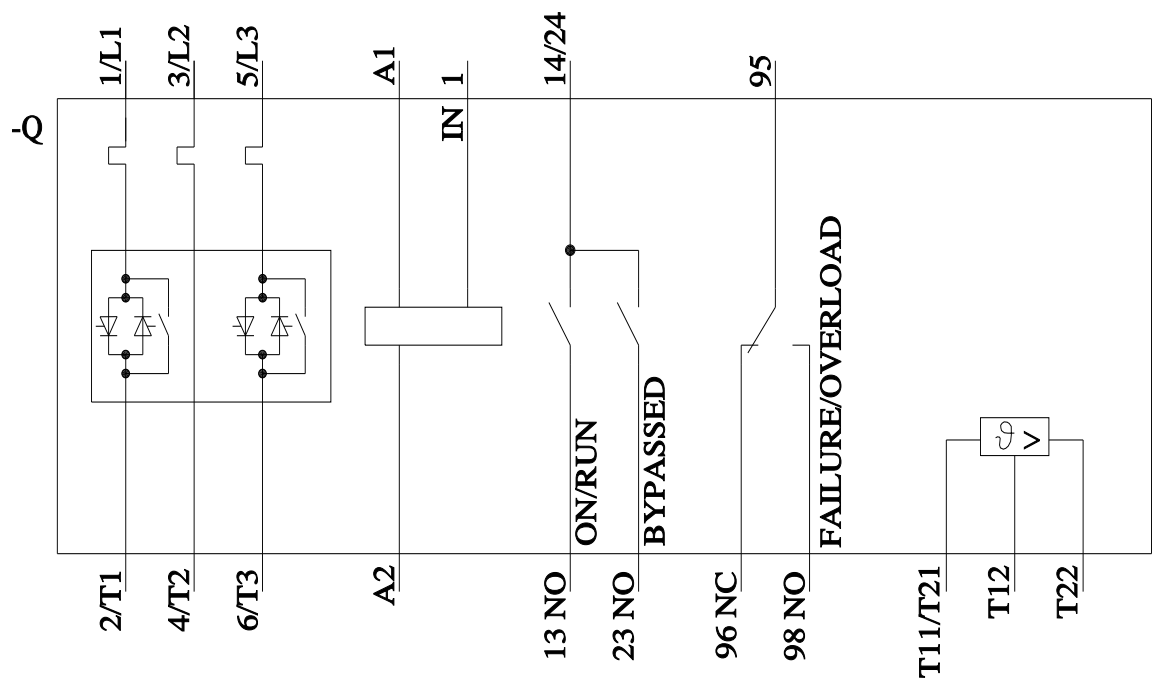 1/L1
3/L2
5/L3
A1
1
14/24
95
-Q
IN
ON/RUN
BYPASSED
FAILURE/OVERLOAD
ϑ >
2/T1
4/T2
6/T3
A2
13 NO
23 NO
96 NC
98 NO
T11/T21
T12
T22